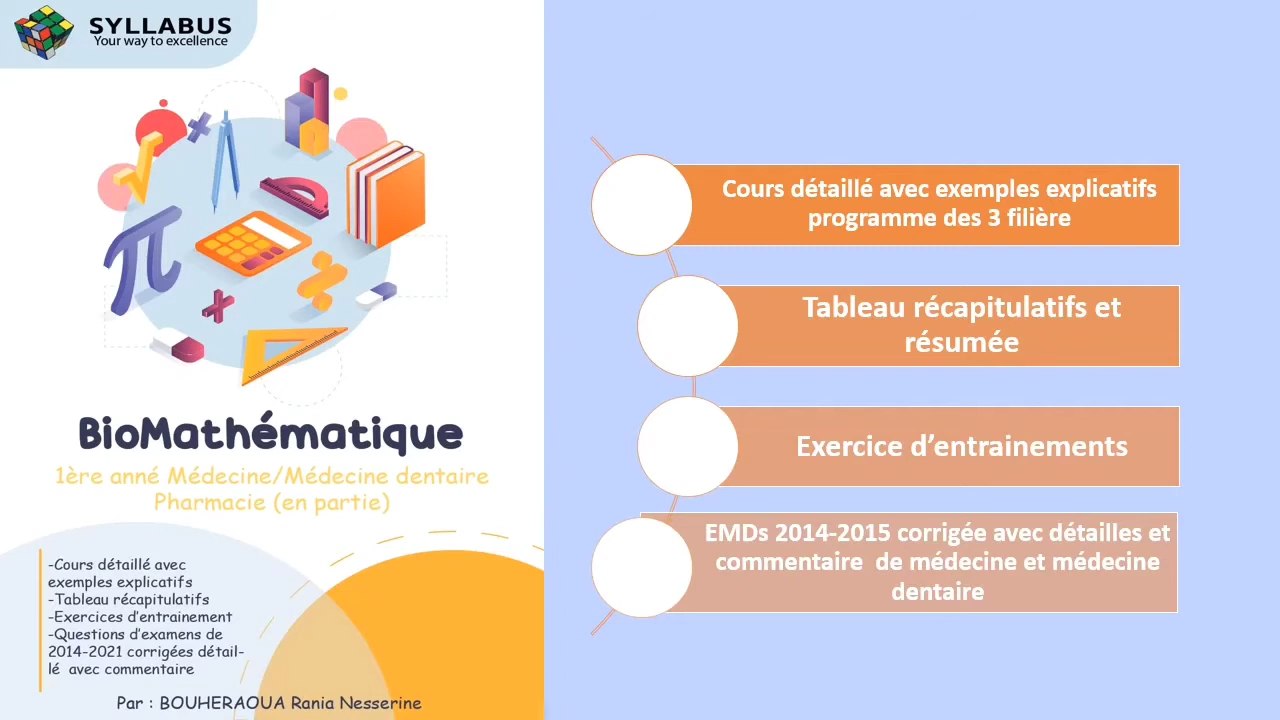 SYLLABUS
Your way to excellence
BioMathématique
1ère anné Médecine/Médecine dentaire
Pharmacie (en partie)
-Cours détaillé avec
exemples explicatifs
-Tableau récapitulatifs
-Exercices d'entrainement
-Questions d'examens de
2014-2021 corrigées détail-
lé avec commentaire
Par : BOUHERAOUA Rania Nesserine
Cours détaillé avec exemples explicatifs
programme des 3 filière
Tableau récapitulatifs et
résumée
Exercice d'entrainements
EMDs 2014-2015 corrigée avec détailles et
commentaire de médecine et médecine
dentaire